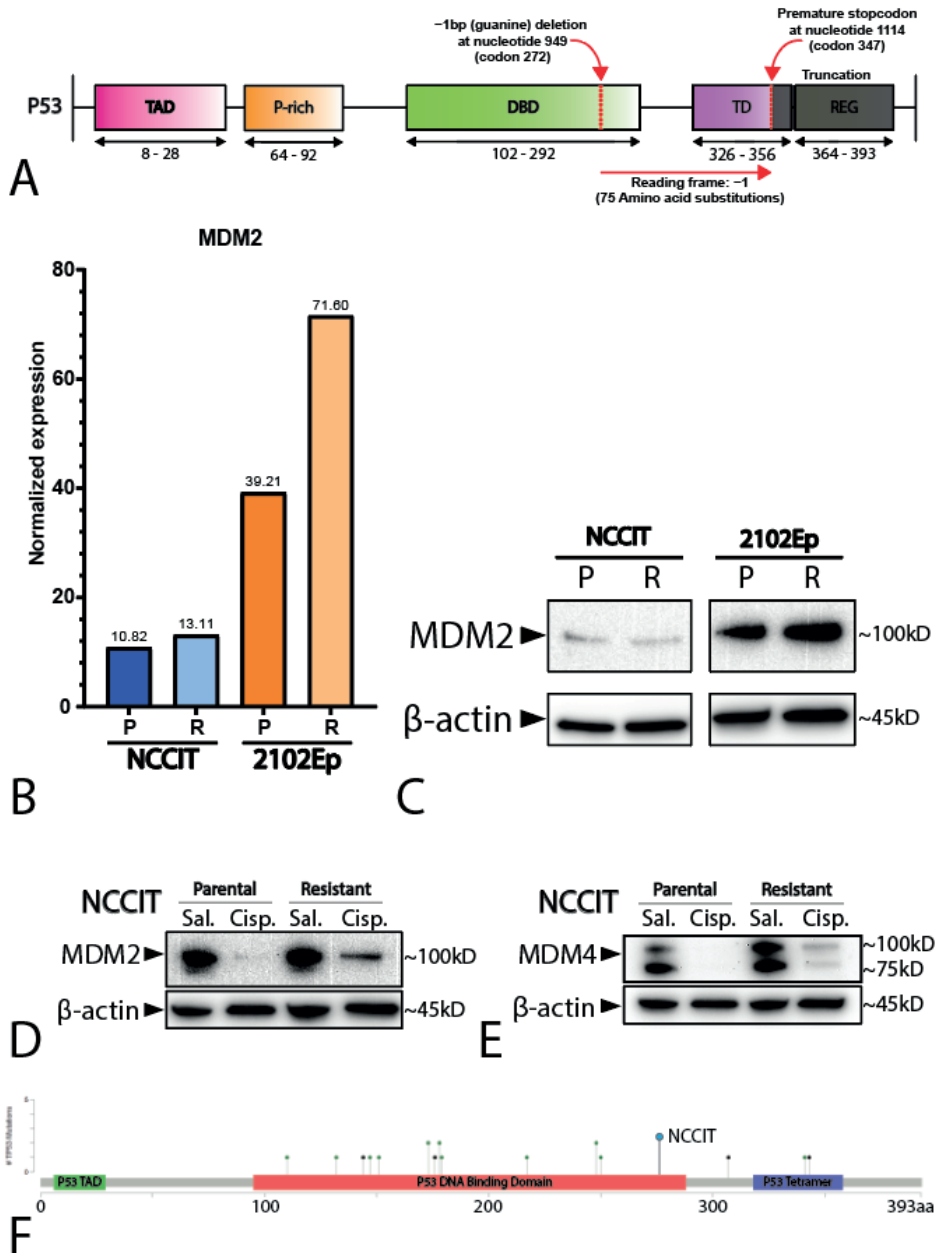 −1bp (guanine) deletion
at nucleotide 949
(codon 272)
Premature stopcodon
at nucleotide 1114
(codon 347)
Truncation
P53
TAD
P-rich
DBD
TD
REG
8 - 28
64 - 92
102 - 292
326 - 356
364 - 393
Reading frame: −1
(75 Amino acid substitutions)
A
MDM2
Normalized expression
80
60
40
20
0
10.82
13.11
39.21
71.60
P
R
P
R
NCCIT
2102Ep
B
NCCIT
2102Ep
P
R
P
R
MDM2
~100kD
β-actin
~45kD
C
NCCIT
Parental
Resistant
Sal.
Cisp.
Sal.
Cisp.
MDM2
~100kD
β-actin
~45kD
D
NCCIT
Parental
Resistant
Sal.
Cisp.
Sal.
Cisp.
MDM4
~100kD
~75kD
β-actin
~45kD
E
# TP53 Mutations
6
0
NCCIT
P53 TAD
P53 DNA Binding Domain
P53 Tetramer
0
100
200
300
393aa
F